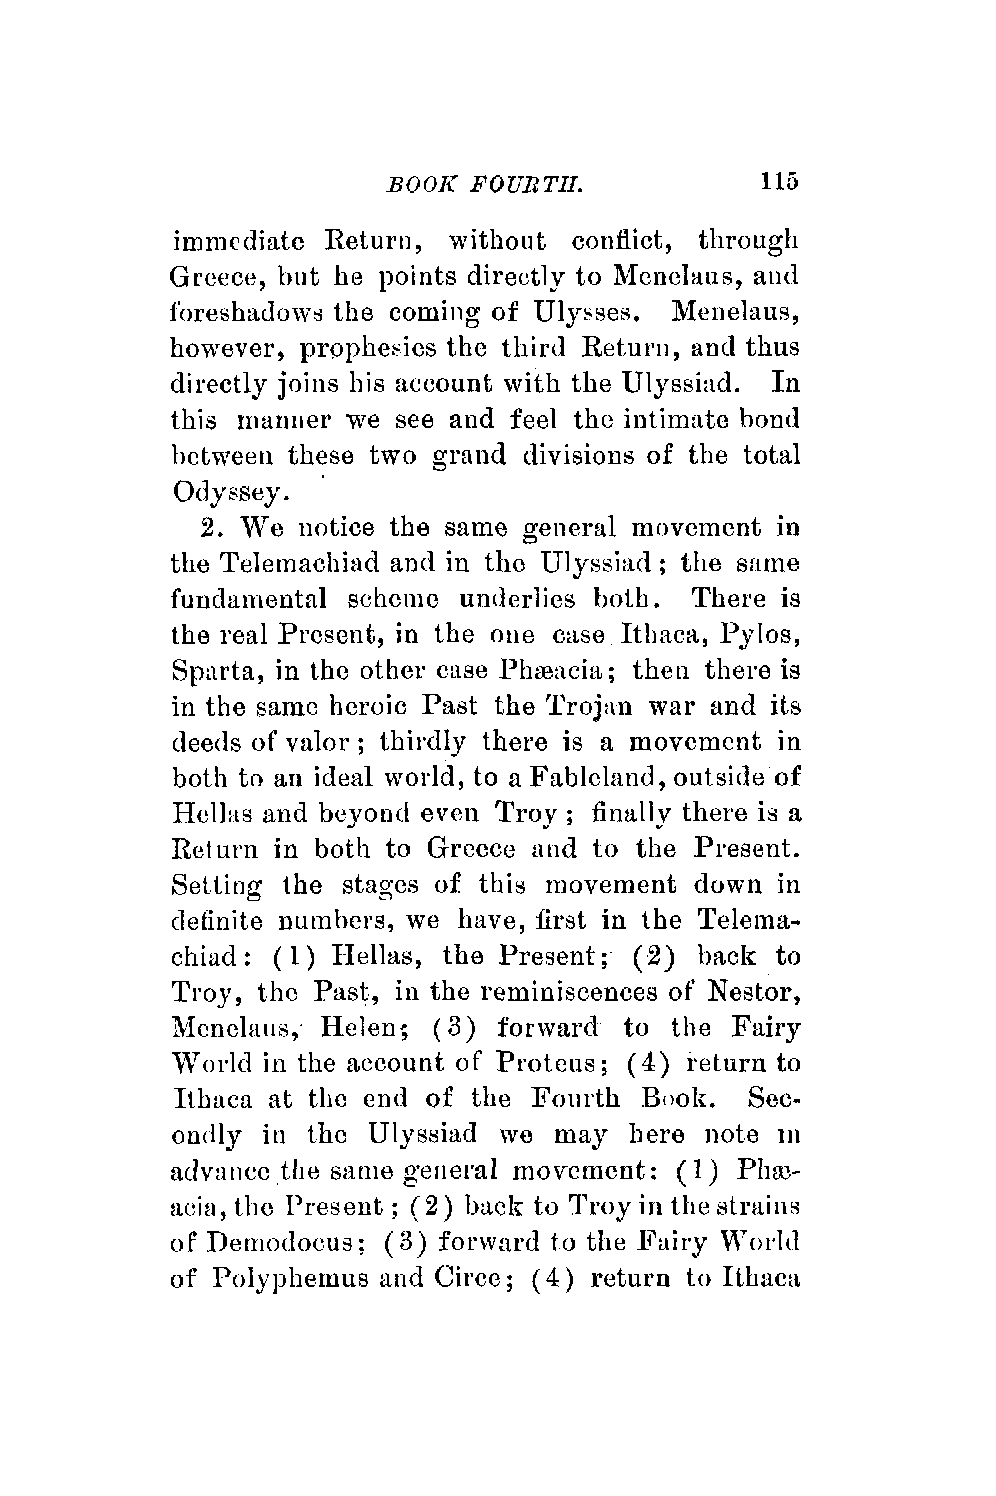 BOOK FOURTH. 115
immediate Return, without conflict, through
Greece, but he points directly to Menelaus, and
foreshadows the coming of Ulysses. Menelaus,
however, prophesies the third Return, and thus
directly joins his account with the Ulyssiad. In
this manner we see and feel the intimate bond
between these two grand divisions of the total
Odyssey.
2. We notice the same general movement in
the Telemachiad and in the Ulyssiad; the same
fundamental scheme underlies both. There is
the real Present, in the one case Ithaca, Pylos,
Sparta, in the other case Phæacia; then there is
in the same heroic Past the Trojan war and its
deeds of valor; thirdly there is a movement in
both to an ideal world, to a Fableland, outside of
Hellas and beyond even Troy; finally there is a
Return in both to Greece and to the Present.
Setting the stages of this movement down in
definite numbers, we have, first in the Telema-
chiad: (1) Hellas, the Present; (2) back to
Troy, the Past, in the reminiscences of Nestor,
Menelaus, Helen; (3) forward to the Fairy
World in the account of Proteus; (4) return to
Ithaca at the end of the Fourth Book. Sec-
ondly in the Ulyssiad we may here note in
advance the same general movement: (1) Phæ-
acia, the Present; (2) back to Troy in the strains
of Demodocus; (3) forward to the Fairy World
of Polyphemus and Circe; (4) return to Ithaca